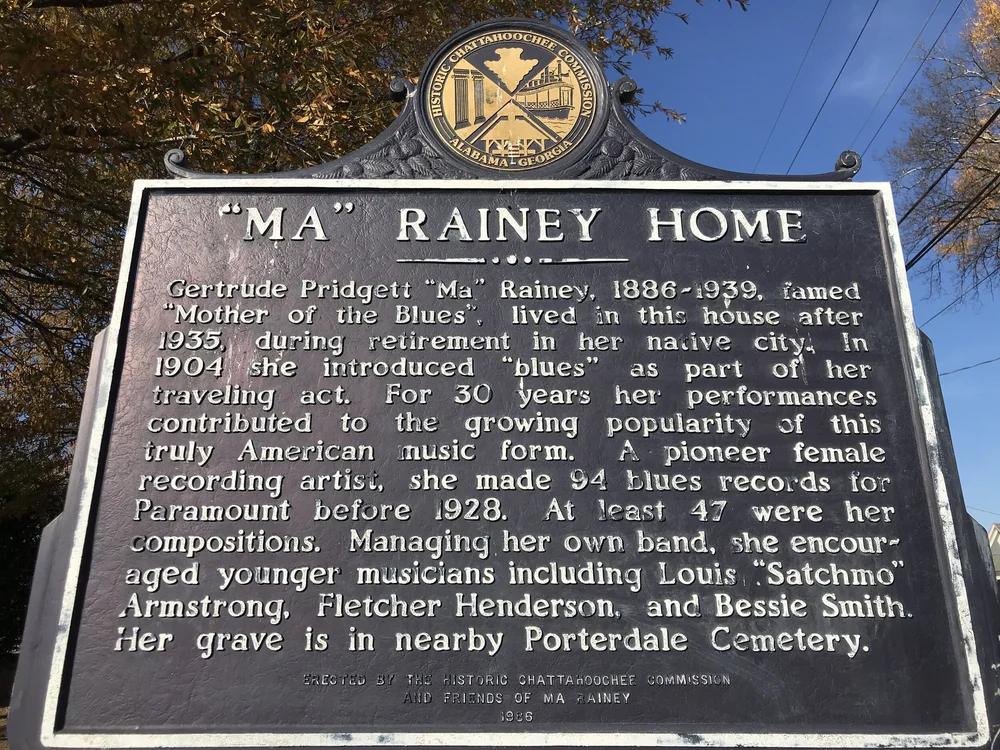 HISTORIC CHATTAHOOCHEE COMMISSION
ALABAMA-GEORGIA
"MA" RAINEY HOME
Gertrude Pridgett "Ma" Rainey, 1886-1939, famed
"Mother of the Blues", lived in this house after
1935, during retirement in her native city. In
1904 she introduced "blues" as part of her
traveling act. For 30 years her performances
contributed to the growing popularity of this
truly American music form. A pioneer female
recording artist, she made 94 blues records for
Paramount before 1928. At least 47 were her
compositions. Managing her own band, she encour-
aged younger musicians including Louis "Satchmo"
Armstrong, Fletcher Henderson, and Bessie Smith.
Her grave is in nearby Porterdale Cemetery.
ERECTED BY THE HISTORIC CHATTAHOOCHEE COMMISSION
AND FRIENDS OF MA RAINEY
1986